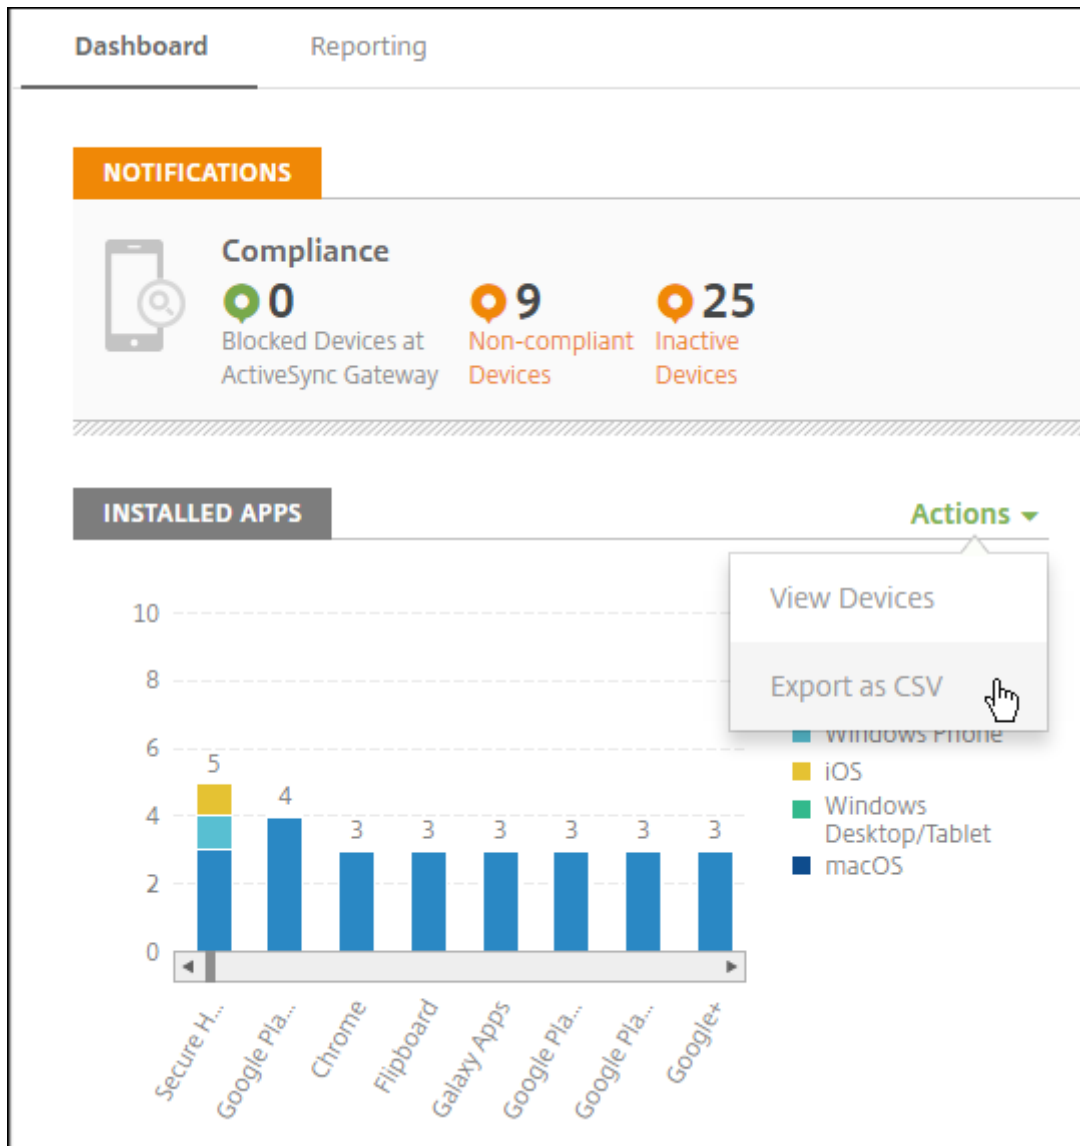 Dashboard Reporting
NOTIFICATIONS
Compliance
0 9 25
Blocked Devices at Non-compliant Inactive
ActiveSync Gateway Devices Devices
INSTALLED APPS Actions
View Devices
Export as CSV
10
8
6
4
2
0
5
4
3
3
3
3
3
3
Windows Phone
iOS
Windows
Desktop/Tablet
macOS
Secure H...
Google Pla...
Chrome
Flipboard
Galaxy Apps
Google Pla...
Google Pla...
Google+